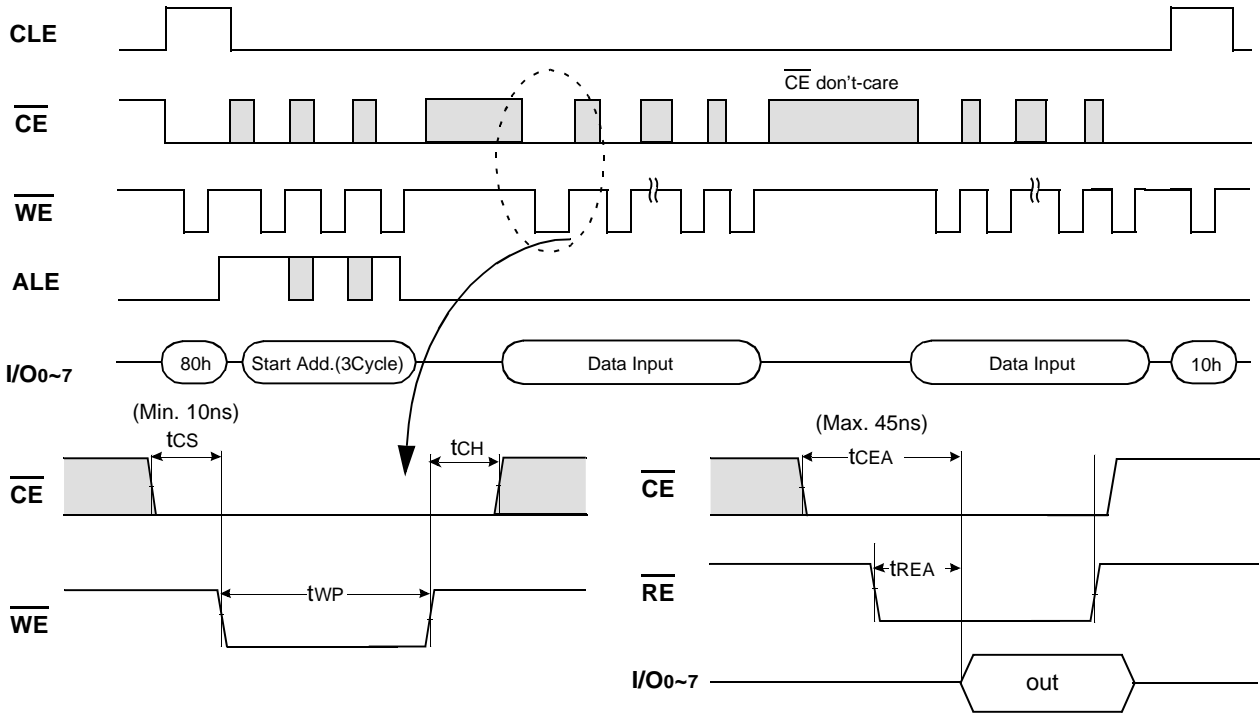 CLE
CE don't-care
CE
WE
ALE
I/O0~7 80h Start Add.(3Cycle) Data Input Data Input 10h
(Min. 10ns)
tCS tCH
CE
tWP
WE
(Max. 45ns)
tCEA
CE
tREA
RE
I/O0~7 out